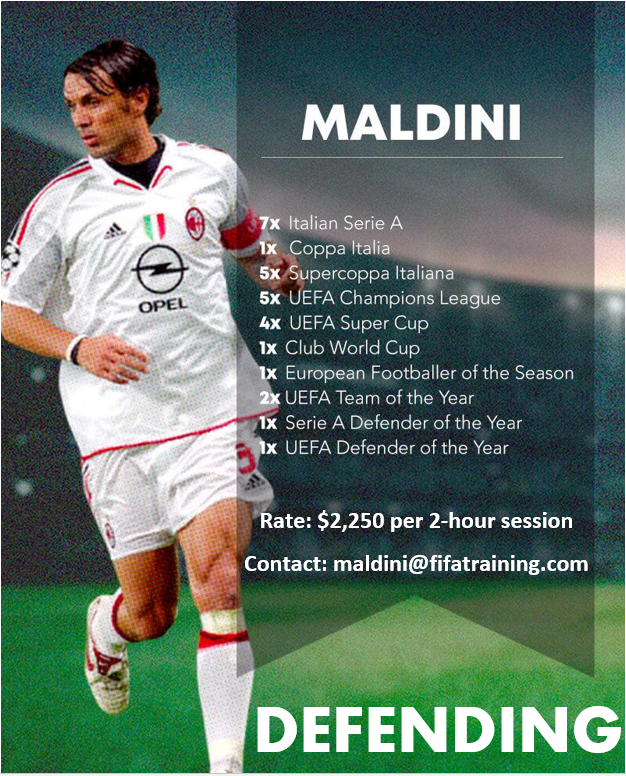 MALDINI
7x Italian Serie A
1x Coppa Italia
5x Supercoppa Italiana
5x UEFA Champions League
4x UEFA Super Cup
1x Club World Cup
1x European Footballer of the Season
2x UEFA Team of the Year
1x Serie A Defender of the Year
1x UEFA Defender of the Year
OPEL
Rate: $2,250 per 2-hour session
Contact: maldini@fifatraining.com
DEFENDING